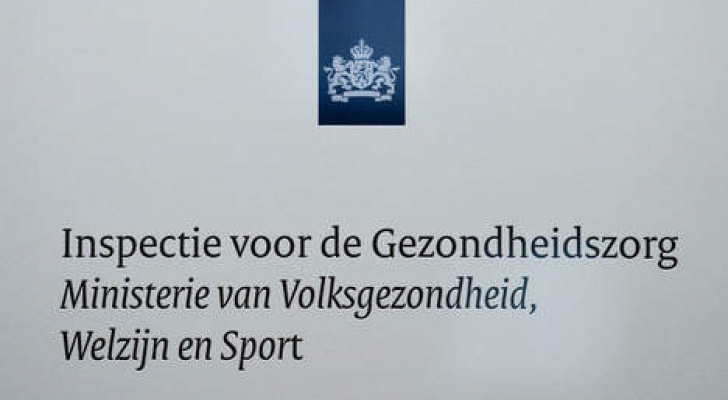 Inspectie voor de Gezondheidszorg
Ministerie van Volksgezondheid,
Welzijn en Sport